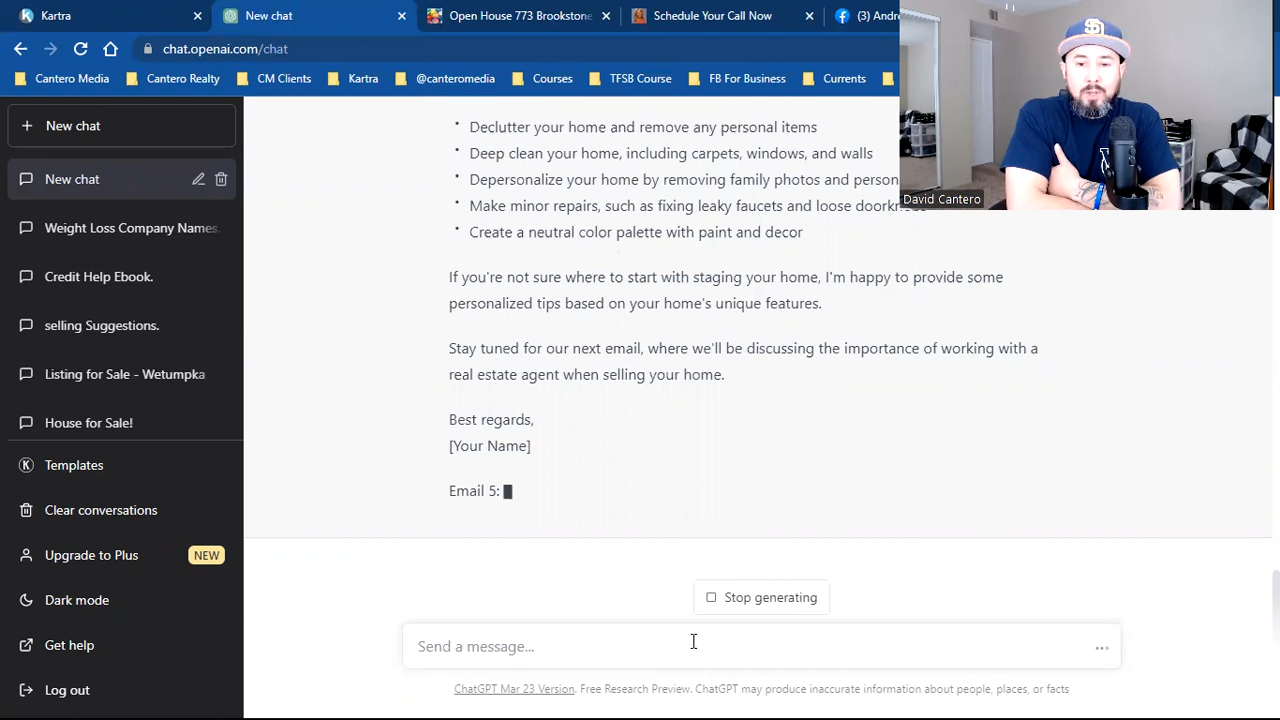 Kartra
New chat
Open House 773 Brookstone
Schedule Your Call Now
(3) Andre
chat.openai.com/chat
Cantero Media
Cantero Realty
CM Clients
Kartra
@canteromedia
Courses
TFSB Course
FB For Business
Currents
New chat
New chat
Weight Loss Company Names.
Credit Help Ebook.
selling Suggestions.
Listing for Sale - Wetumpka
House for Sale!
Templates
Clear conversations
Upgrade to Plus
NEW
Dark mode
Get help
Log out
• Declutter your home and remove any personal items
• Deep clean your home, including carpets, windows, and walls
• Depersonalize your home by removing family photos and
• Make minor repairs, such as fixing leaky faucets and loose
• Create a neutral color palette with paint and decor
If you're not sure where to start with staging your home, I'm happy to provide some
personalized tips based on your home's unique features.
Stay tuned for our next email, where we'll be discussing the importance of working with a
real estate agent when selling your home.
Best regards,
[Your Name]
Email 5:
Stop generating
Send a message...
ChatGPT Mar 23 Version. Free Research Preview. ChatGPT may produce inaccurate information about people, places, or facts
David Cantero